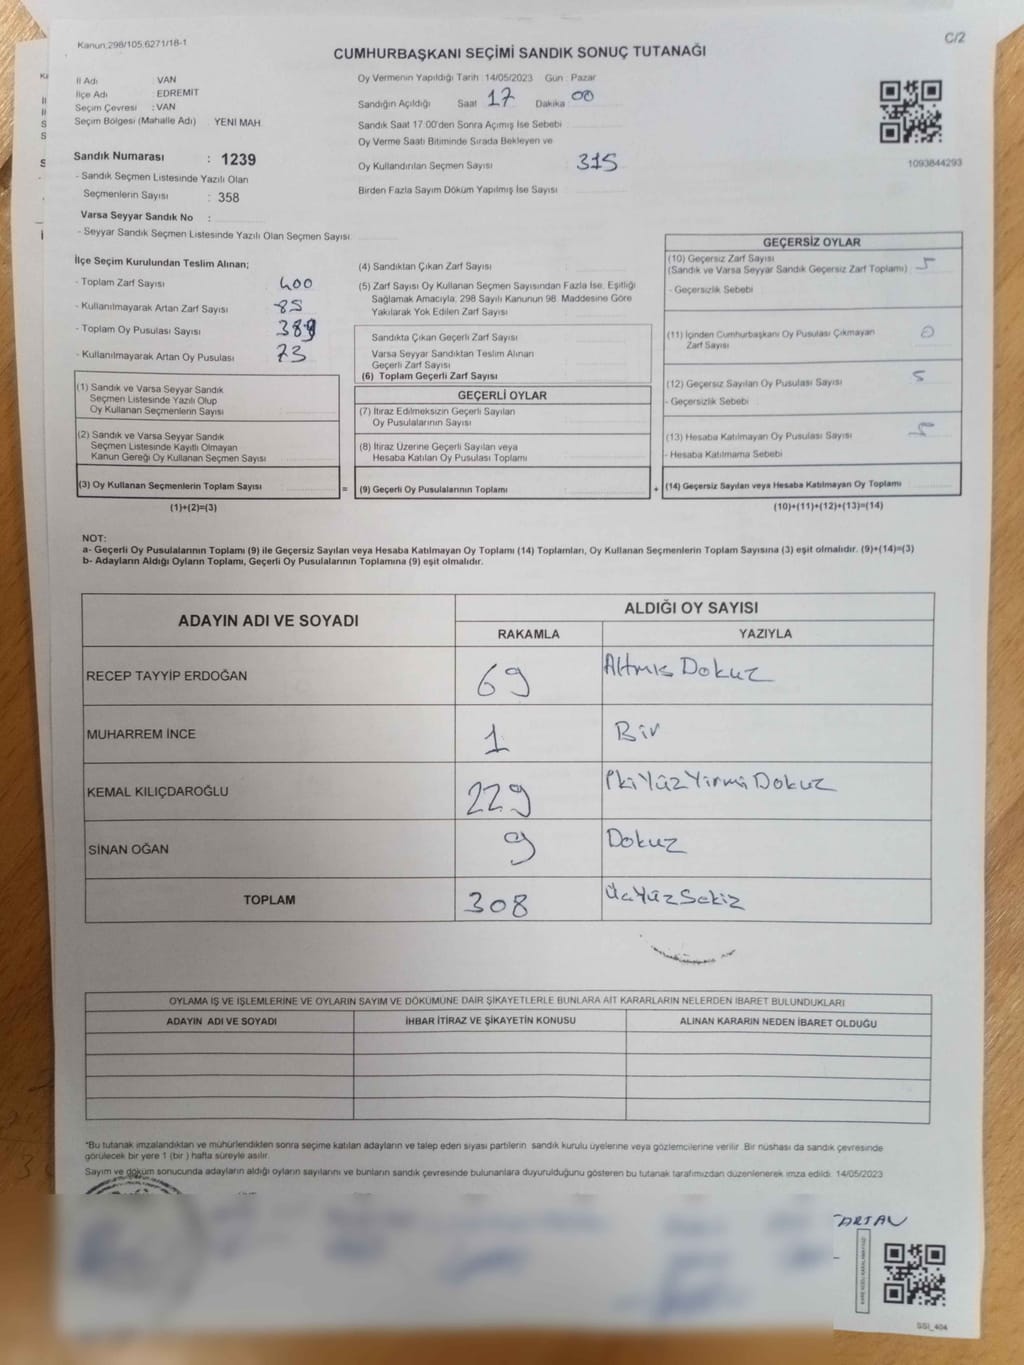 Kanun;298/105,6271/18-1
C/2
CUMHURBAŞKANI SEÇİMİ SANDIK SONUÇ TUTANAĞI
İl Adı VAN
İlçe Adı EDREMİT
Seçim Çevresi : VAN
Seçim Bölgesi (Mahalle Adı) YENİ MAH.
Sandık Numarası : 1239
- Sandık Seçmen Listesinde Yazılı Olan
Seçmenlerin Sayısı : 358
Varsa Seyyar Sandık No :
- Seyyar Sandık Seçmen Listesinde Yazılı Olan Seçmen Sayısı:
Oy Vermenin Yapıldığı Tarih :14/05/2023 Gün : Pazar
Sandığın Açıldığı Saat 17 Dakika 00
Sandık Saat 17:00'den Sonra Açılmış İse Sebebi
Oy Verme Saati Bitiminde Sırada Bekleyen ve
Oy Kullandırılan Seçmen Sayısı : 315
Birden Fazla Sayım Döküm Yapılmış İse Sayısı
1093844293
İlçe Seçim Kurulundan Teslim Alınan;
- Toplam Zarf Sayısı : 400
- Kullanılmayarak Artan Zarf Sayısı : 85
- Toplam Oy Pusulası Sayısı 389
- Kullanılmayarak Artan Oy Pusulası 73
(1) Sandık ve Varsa Seyyar Sandık
Seçmen Listesinde Yazılı Olup
Oy Kullanan Seçmenlerin Sayısı :
(2) Sandık ve Varsa Seyyar Sandık
Seçmen Listesinde Kayıtlı Olmayan
Kanun Gereği Oy Kullanan Seçmen Sayısı :
(3) Oy Kullanan Seçmenlerin Toplam Sayısı :
(1)+(2)=(3)
=
(4) Sandıktan Çıkan Zarf Sayısı :
(5) Zarf Sayısı Oy Kullanan Seçmen Sayısından Fazla İse, Eşitliği
Sağlamak Amacıyla; 298 Sayılı Kanunun 98. Maddesine Göre
Yakılarak Yok Edilen Zarf Sayısı :
Sandıkta Çıkan Geçerli Zarf Sayısı :
Varsa Seyyar Sandıktan Teslim Alınan
Geçerli Zarf Sayısı :
(6) Toplam Geçerli Zarf Sayısı :
GEÇERLİ OYLAR
(7) İtiraz Edilmeksizin Geçerli Sayılan
Oy Pusulalarının Sayısı :
(8) İtiraz Üzerine Geçerli Sayılan veya
Hesaba Katılan Oy Pusulası Toplamı :
(9) Geçerli Oy Pusulalarının Toplamı :
+
GEÇERSİZ OYLAR
(10) Geçersiz Zarf Sayısı
(Sandık ve Varsa Seyyar Sandık Geçersiz Zarf Toplamı) : 5
- Geçersizlik Sebebi :
(11) İçinden Cumhurbaşkanı Oy Pusulası Çıkmayan
Zarf Sayısı : 0
(12) Geçersiz Sayılan Oy Pusulası Sayısı : 5
- Geçersizlik Sebebi :
(13) Hesaba Katılmayan Oy Pusulası Sayısı : 5
- Hesaba Katılmama Sebebi :
(14) Geçersiz Sayılan veya Hesaba Katılmayan Oy Toplamı :
(10)+(11)+(12)+(13)=(14)
NOT:
a- Geçerli Oy Pusulalarının Toplamı (9) ile Geçersiz Sayılan veya Hesaba Katılmayan Oy Toplamı (14) Toplamları, Oy Kullanan Seçmenlerin Toplam Sayısına (3) eşit olmalıdır. (9)+(14)=(3)
b- Adayların Aldığı Oyların Toplamı, Geçerli Oy Pusulalarının Toplamına (9) eşit olmalıdır.
ADAYIN ADI VE SOYADI
ALDIĞI OY SAYISI
RAKAMLA YAZIYLA
RECEP TAYYİP ERDOĞAN 69 Altmış Dokuz
MUHARREM İNCE 1 Bir
KEMAL KILIÇDAROĞLU 229 İkiYüzYirmiDokuz
SİNAN OĞAN 9 Dokuz
TOPLAM 308 ÜçYüzSekiz
OYLAMA İŞ VE İŞLEMLERİNE VE OYLARIN SAYIM VE DÖKÜMÜNE DAİR ŞİKAYETLERLE BUNLARA AİT KARARLARIN NELERDEN İBARET BULUNDUKLARI
ADAYIN ADI VE SOYADI İHBAR İTİRAZ VE ŞİKAYETİN KONUSU ALINAN KARARIN NEDEN İBARET OLDUĞU
*Bu tutanak imzalandıktan ve mühürlendikten sonra seçime katılan adayların ve talep eden siyasi partilerin sandık kurulu üyelerine veya gözlemcilerine verilir. Bir nüshası da sandık çevresinde
görülecek bir yere 1 (bir ) hafta süreyle asılır.
Sayım ve döküm sonucunda adayların aldığı oyların sayılarını ve bunların sandık çevresinde bulunanlara duyurulduğunu gösteren bu tutanak tarafımızdan düzenlenerek imza edildi. 14/05/2023
SSI_404